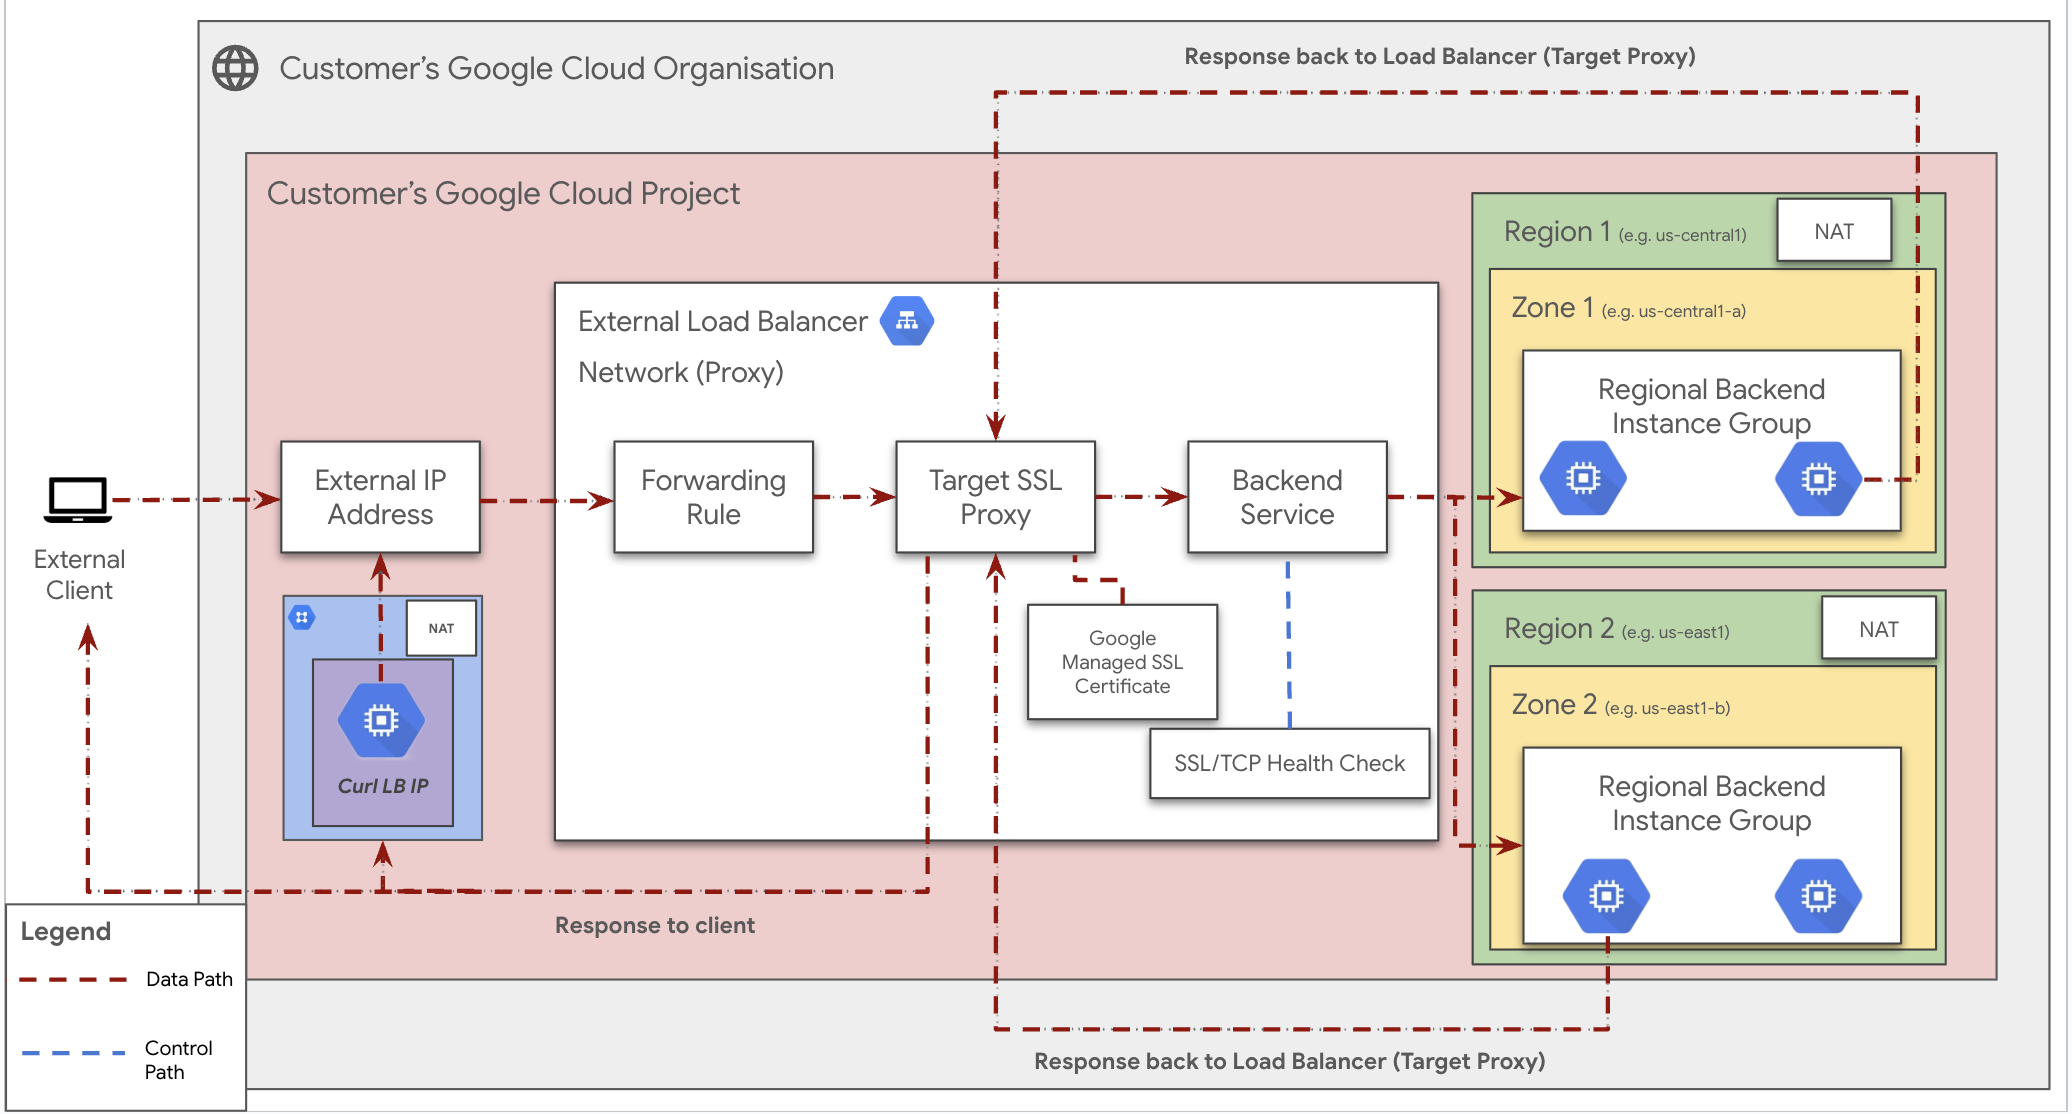 Customer's Google Cloud Organisation
Response back to Load Balancer (Target Proxy)
Customer's Google Cloud Project
Region 1 (e.g. us-central1)
NAT
Zone 1 (e.g. us-central1-a)
Regional Backend
Instance Group
External Load Balancer
Network (Proxy)
External IP
Address
Forwarding
Rule
Target SSL
Proxy
Backend
Service
External
Client
NAT
Curl LB IP
Google
Managed SSL
Certificate
SSL/TCP Health Check
Region 2 (e.g. us-east1)
NAT
Zone 2 (e.g. us-east1-b)
Regional Backend
Instance Group
Response to client
Legend
Data Path
Control
Path
Response back to Load Balancer (Target Proxy)